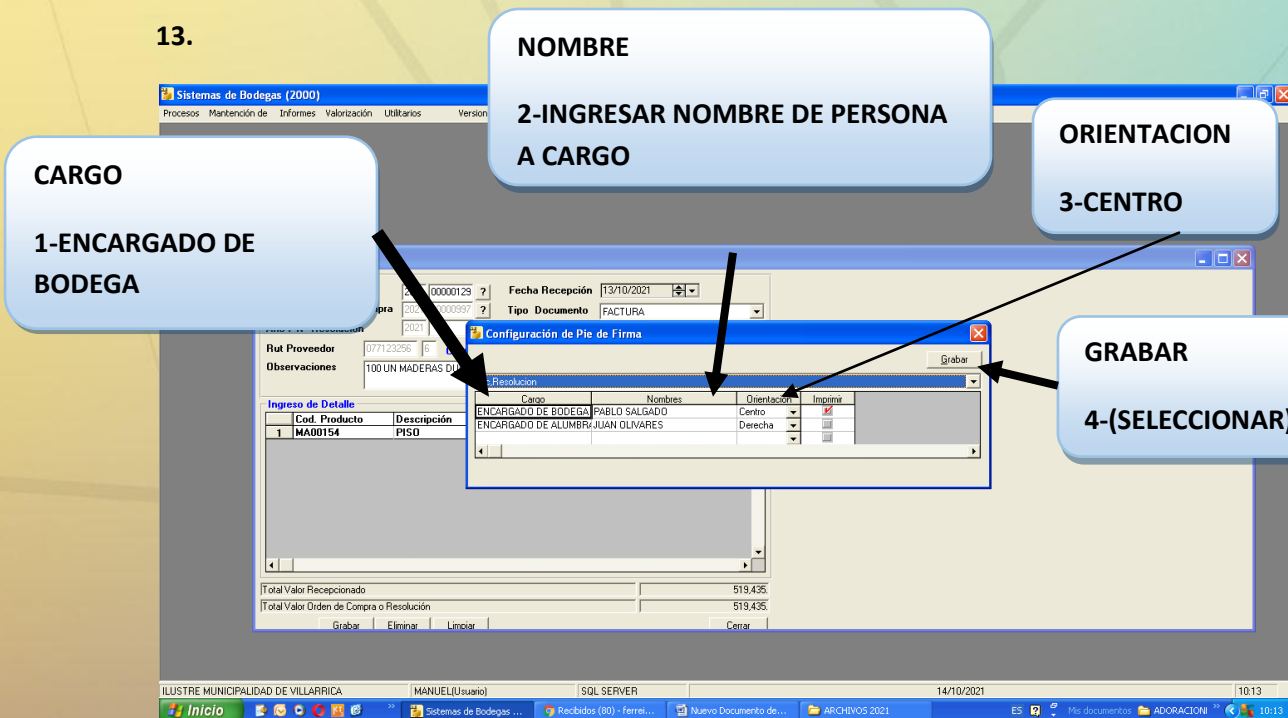 13.
NOMBRE
2-INGRESAR NOMBRE DE PERSONA
A CARGO
ORIENTACION
3-CENTRO
CARGO
1-ENCARGADO DE
BODEGA
GRABAR
4-(SELECCIONAR)
Sistemas de Bodegas (2000)
Procesos Mantención de Informes Valorización Utilitarios Version
00000129 ? Fecha Recepción 13/10/2021
? Tipo Documento FACTURA
2021
Rut Proveedor 077123256 6
Observaciones 100 UN MADERAS
Configuración de Pie de Firma
Grabar
Resolucion
Cargo Nombres Orientación Imprimir
ENCARGADO DE BODEGA PABLO SALGADO Centro
ENCARGADO DE ALUMBRA JUAN OLIVARES Derecha
Ingreso de Detalle
Cod. Producto Descripción
1 MA00154 PISO
Total Valor Recepcionado 519,435.
Total Valor Orden de Compra o Resolución 519,435.
Grabar Eliminar Limpiar Cerrar
ILUSTRE MUNICIPALIDAD DE VILLARRICA MANUEL(Usuario) SQL SERVER 14/10/2021 10:13
Inicio Sistemas de Bodegas ... Recibidos (80) - ferrei... Nuevo Documento de... ARCHIVOS 2021 ES Mis documentos ADORACIONI 10:13